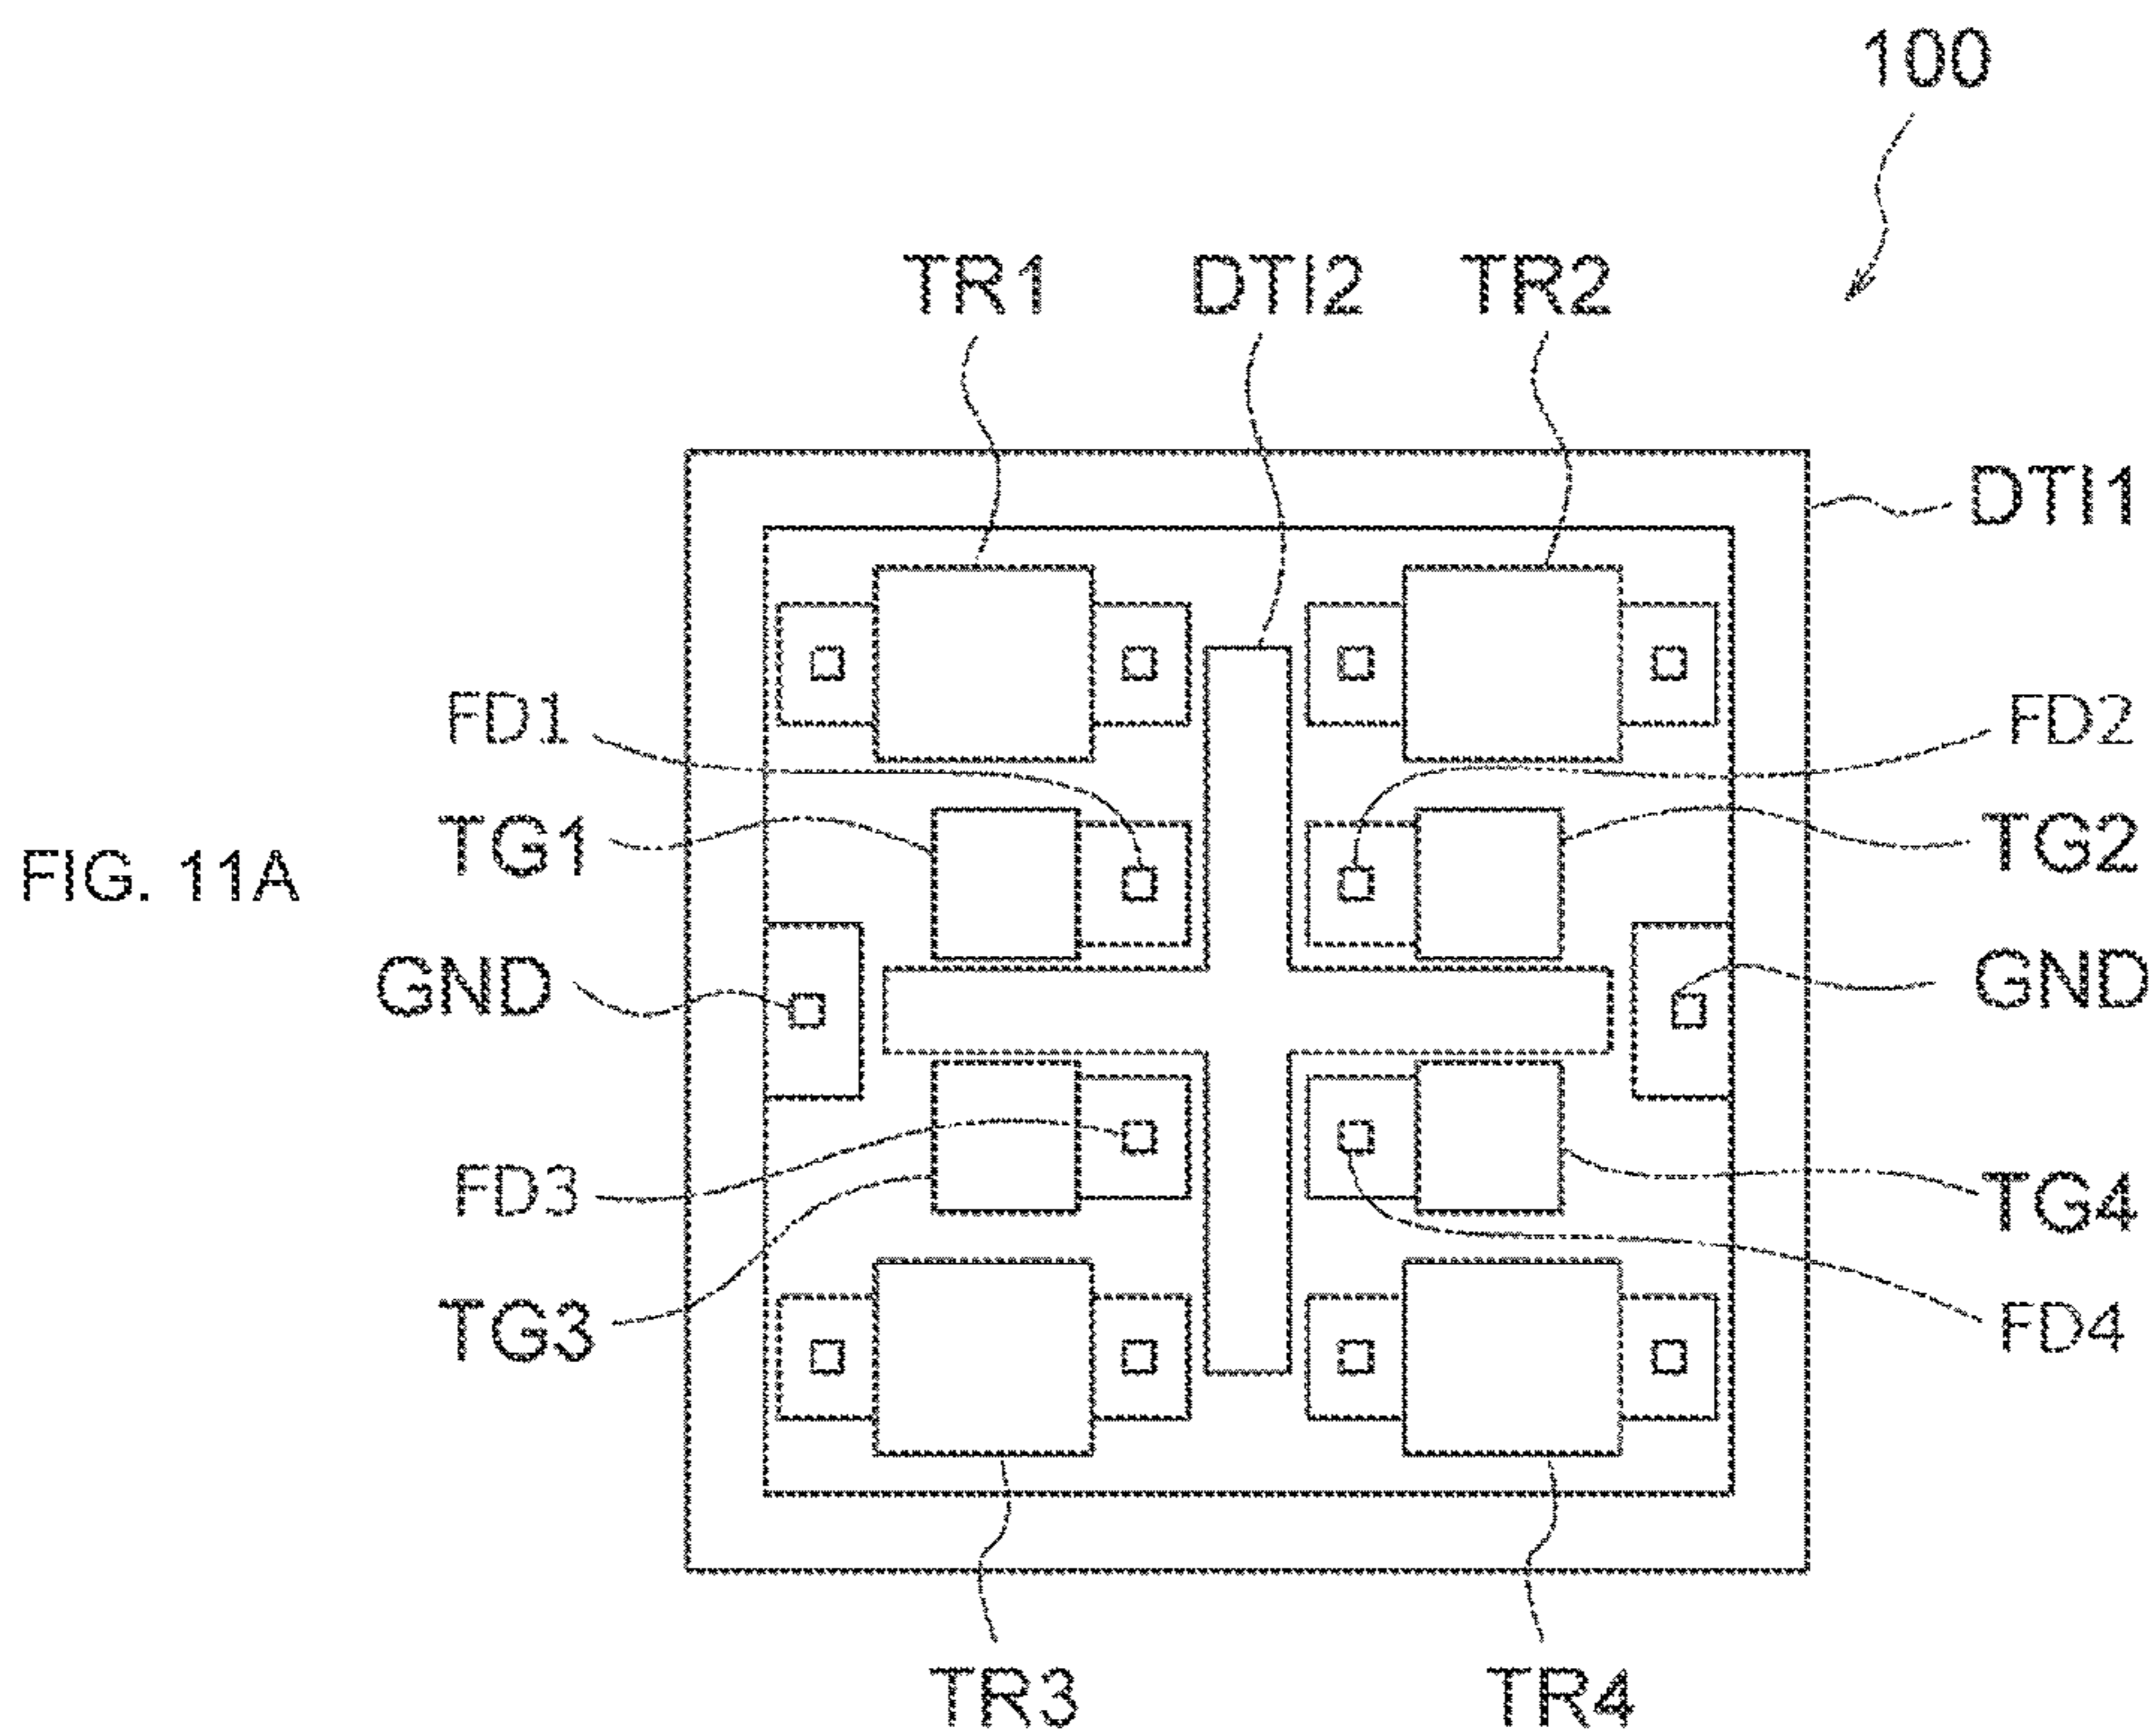 100
TR1 DTI2 TR2
DTI1
FD1 FD2
TG1 TG2
FIG. 11A
GND GND
FD3 TG4
TG3 FD4
TR3 TR4